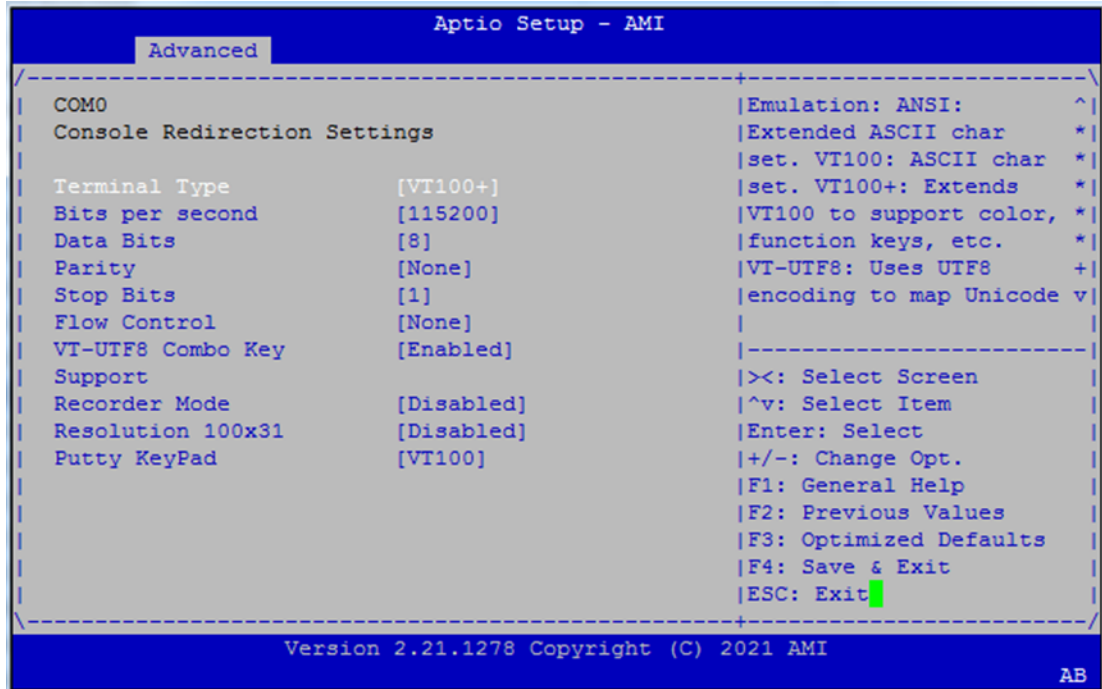 Aptio Setup - AMI
Advanced
/----------------------------------------------------+-------------------------\
| COM0 |Emulation: ANSI: ^|
| Console Redirection Settings |Extended ASCII char *|
| |set. VT100: ASCII char *|
| Terminal Type [VT100+] |set. VT100+: Extends *|
| Bits per second [115200] |VT100 to support color, *|
| Data Bits [8] |function keys, etc. *|
| Parity [None] |VT-UTF8: Uses UTF8 +|
| Stop Bits [1] |encoding to map Unicode v|
| Flow Control [None] | |
| VT-UTF8 Combo Key [Enabled] |-------------------------|
| Support |><: Select Screen |
| Recorder Mode [Disabled] |^v: Select Item |
| Resolution 100x31 [Disabled] |Enter: Select |
| Putty KeyPad [VT100] |+/-: Change Opt. |
| |F1: General Help |
| |F2: Previous Values |
| |F3: Optimized Defaults |
| |F4: Save & Exit |
| |ESC: Exit |
\----------------------------------------------------+-------------------------/
Version 2.21.1278 Copyright (C) 2021 AMI
AB